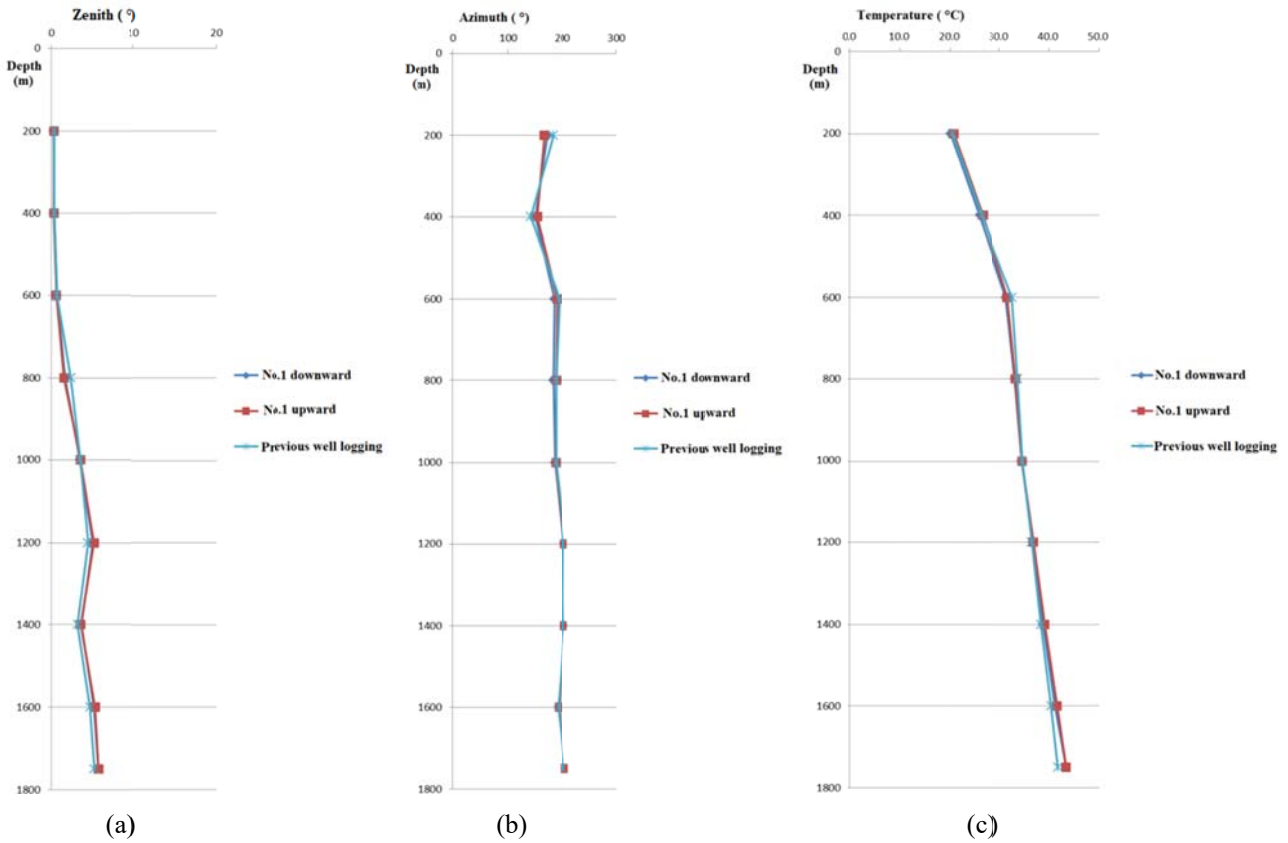 Zenith ( °)
0 10 20
0
Depth
(m)
200
400
600
800
1000
1200
1400
1600
1800
No.1 downward
No.1 upward
Previous well logging
(a)
Azimuth ( °)
0 100 200 300
0
Depth
(m)
200
400
600
800
1000
1200
1400
1600
1800
No.1 downward
No.1 upward
Previous well logging
(b)
Temperature ( °C)
0.0 10.0 20.0 30.0 40.0 50.0
0
Depth
(m)
200
400
600
800
1000
1200
1400
1600
1800
No.1 downward
No.1 upward
Previous well logging
(c)